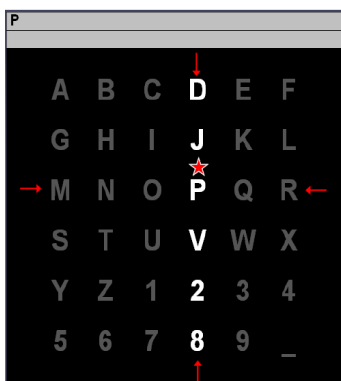 P
A B C D E F
G H I J K L
M N O P Q R
S T U V W X
Y Z 1 2 3 4
5 6 7 8 9 _